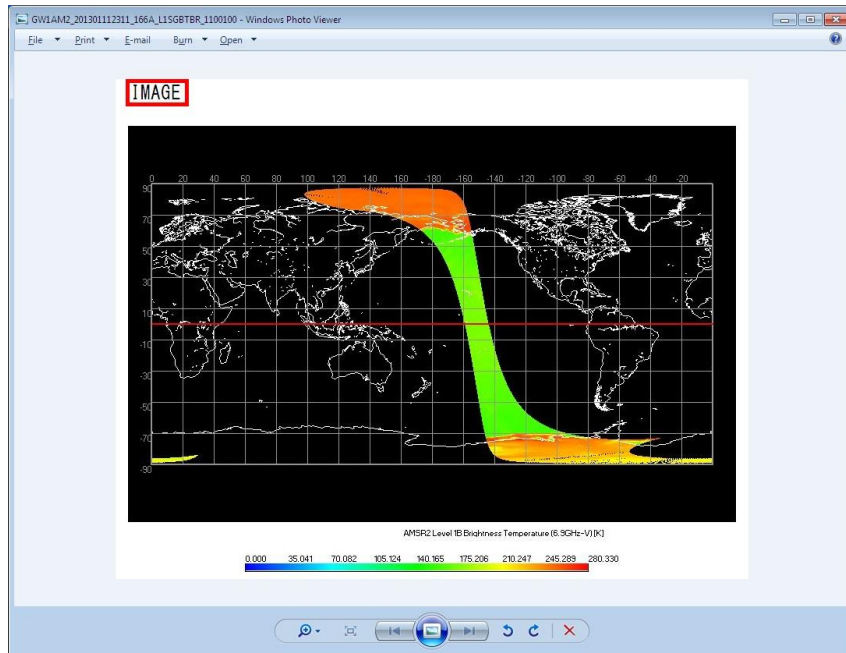 GW1AM2_201301112311_166A_L1SGBTBR_1100100 - Windows Photo Viewer
File Print E-mail Burn Open
IMAGE
0 20 40 60 80 100 120 140 160 -180 -160 -140 -120 -100 -80 -60 -40 -20
90
70
50
30
10
-10
-30
-50
-70
-90
AMSR2 Level 1B Brightness Temperature (6.9GHz-V) [K]
0.000 35.041 70.082 105.124 140.165 175.206 210.247 245.289 280.330